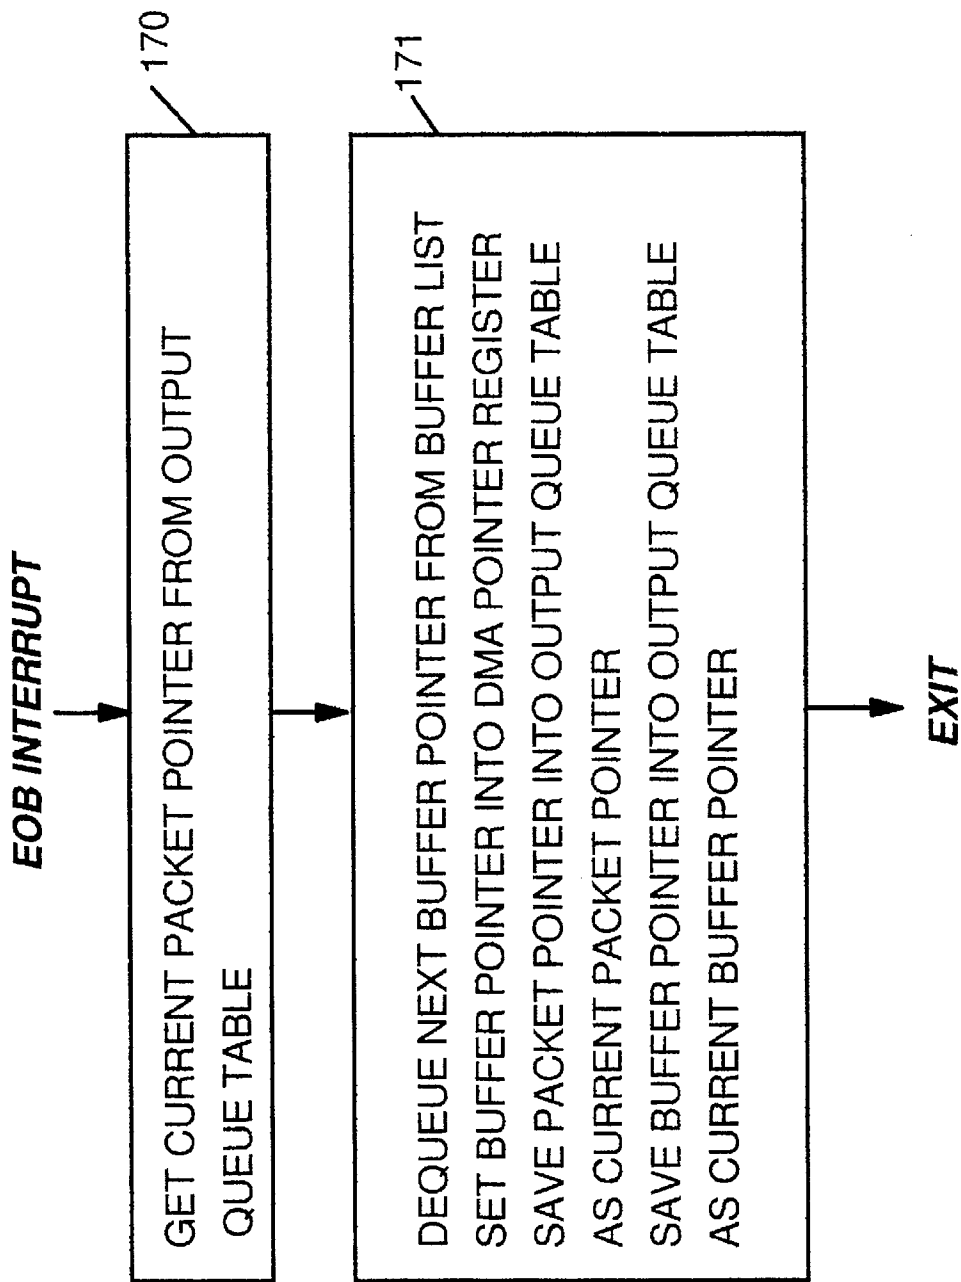 EOB INTERRUPT
170
GET CURRENT PACKET POINTER FROM OUTPUT
QUEUE TABLE
171
DEQUEUE NEXT BUFFER POINTER FROM BUFFER LIST
SET BUFFER POINTER INTO DMA POINTER REGISTER
SAVE PACKET POINTER INTO OUTPUT QUEUE TABLE
AS CURRENT PACKET POINTER
SAVE BUFFER POINTER INTO OUTPUT QUEUE TABLE
AS CURRENT BUFFER POINTER
EXIT